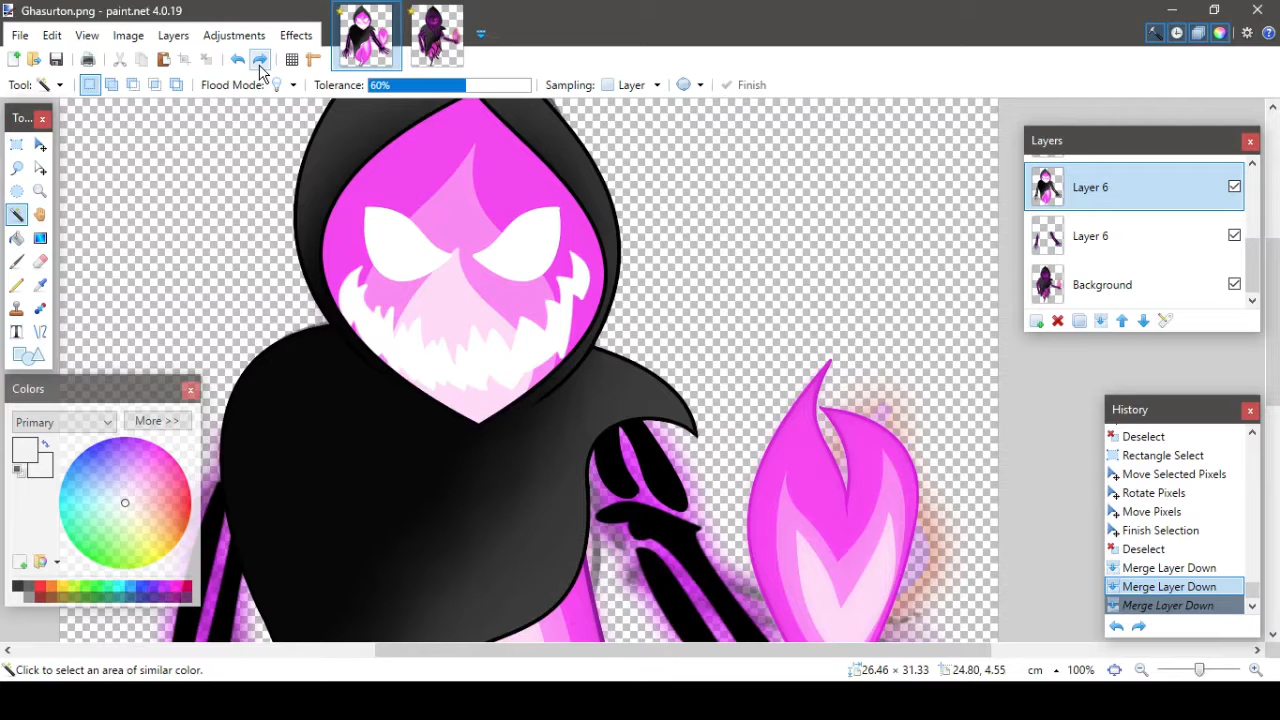 Ghasurton.png - paint.net 4.0.19
File Edit View Image Layers Adjustments Effects
Tool: Flood Mode: Tolerance: 60% Sampling: Layer Finish
To...
Layers
Layer 6
Layer 6
Background
Colors
Primary More >>
History
Deselect
Rectangle Select
Move Selected Pixels
Rotate Pixels
Move Pixels
Finish Selection
Deselect
Merge Layer Down
Merge Layer Down
Merge Layer Down
Click to select an area of similar color. 26.46 × 31.33 24.80, 4.55 cm 100%